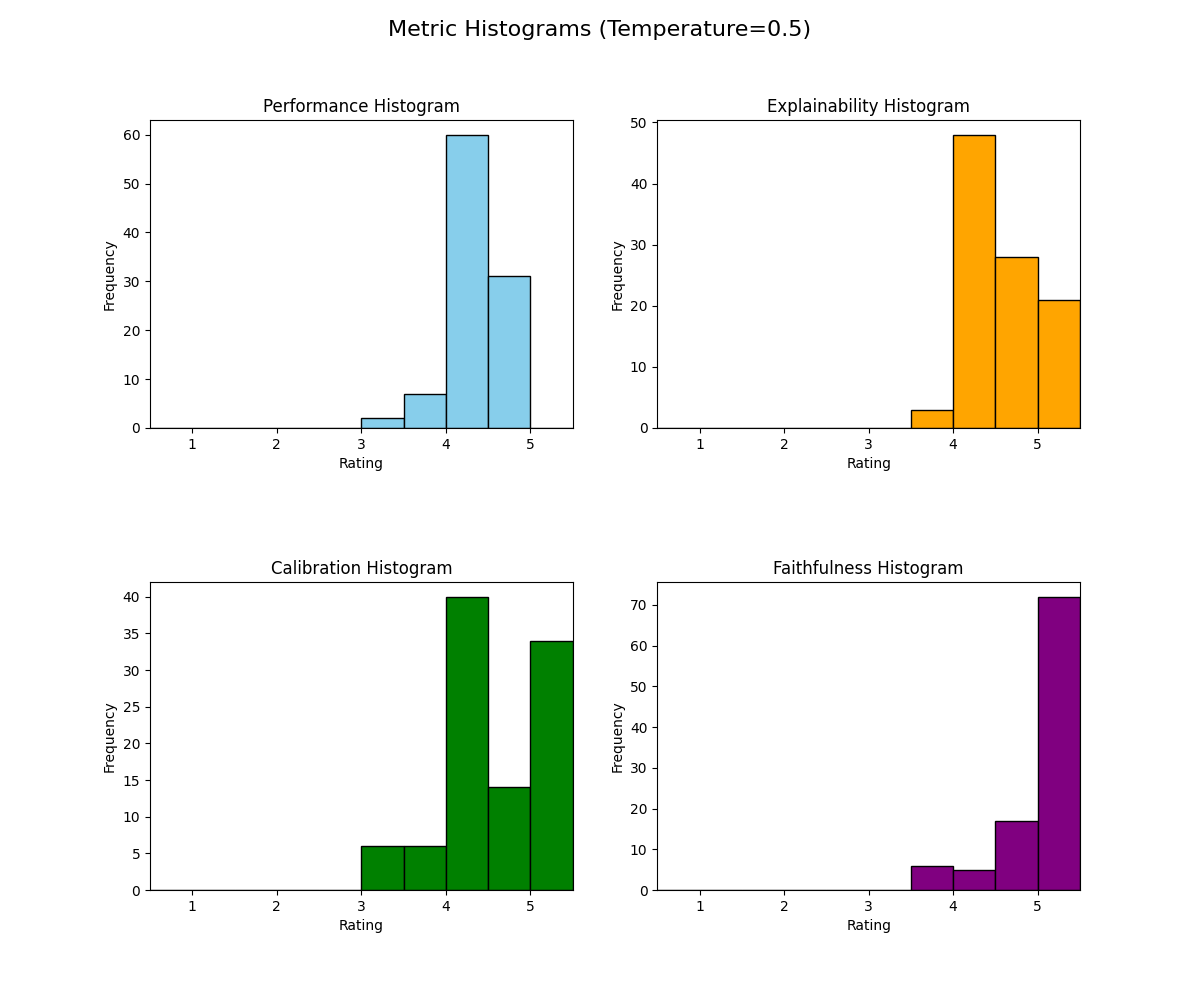 Metric Histograms (Temperature=0.5)
Performance Histogram
60
50
40
30
20
10
0
Frequency
1 2 3 4 5
Rating
Explainability Histogram
50
40
30
20
10
0
Frequency
1 2 3 4 5
Rating
Calibration Histogram
40
35
30
25
20
15
10
5
0
Frequency
1 2 3 4 5
Rating
Faithfulness Histogram
70
60
50
40
30
20
10
0
Frequency
1 2 3 4 5
Rating